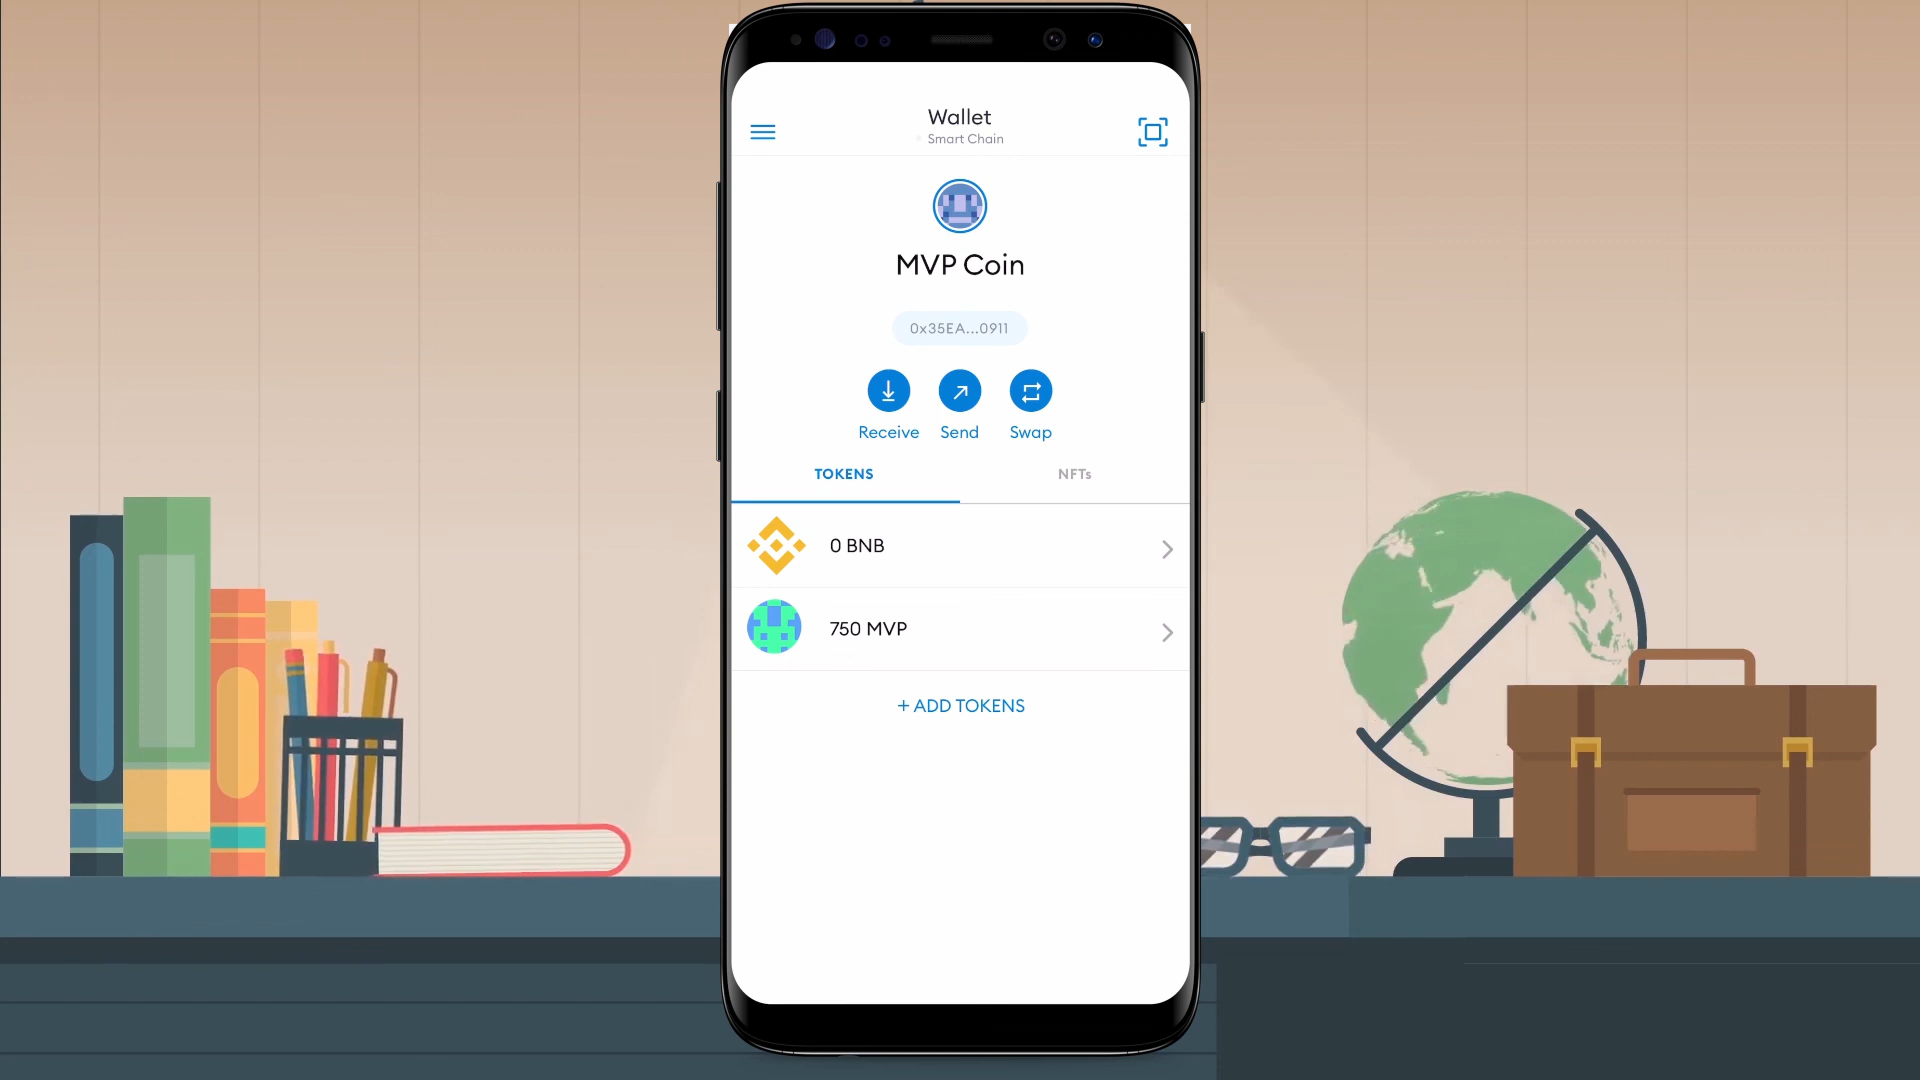 Wallet
Smart Chain
MVP Coin
0x35EA...0911
Receive Send Swap
TOKENS NFTs
0 BNB
750 MVP
+ ADD TOKENS